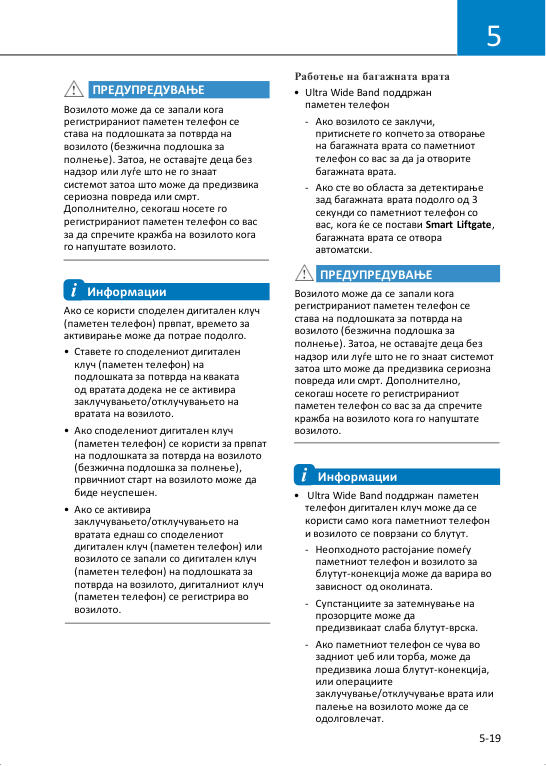 5
ПРЕДУПРЕДУВАЊЕ
Возилото може да се запали кога
регистрираниот паметен телефон се
става на подлошката за потврда на
возилото (безжична подлошка за
полнење). Затоа, не оставајте деца без
надзор или луѓе што не го знаат
системот затоа што може да предизвика
сериозна повреда или смрт.
Дополнително, секогаш носете го
регистрираниот паметен телефон со вас
за да спречите кражба на возилото кога
го напуштате возилото.
Информации
Ако се користи споделен дигитален клуч
(паметен телефон) првпат, времето за
активирање може да потрае подолго.
• Ставете го споделениот дигитален
клуч (паметен телефон) на
подлошката за потврда на кваката
од вратата додека не се активира
заклучувањето/отклучувањето на
вратата на возилото.
• Ако споделениот дигитален клуч
(паметен телефон) се користи за првпат
на подлошката за потврда на возилото
(безжична подлошка за полнење),
првичниот старт на возилото може да
биде неуспешен.
• Ако се активира
заклучувањето/отклучувањето на
вратата еднаш со споделениот
дигитален клуч (паметен телефон) или
возилото се запали со дигитален клуч
(паметен телефон) на подлошката за
потврда на возилото, дигиталниот клуч
(паметен телефон) се регистрира во
возилото.
Работење на багажната врата
• Ultra Wide Band поддржан
паметен телефон
- Ако возилото се заклучи,
притиснете го копчето за отворање
на багажната врата со паметниот
телефон со вас за да ја отворите
багажната врата.
- Ако сте во областа за детектирање
зад багажната врата подолго од 3
секунди со паметниот телефон со
вас, кога ќе се постави Smart Liftgate,
багажната врата се отвора
автоматски.
ПРЕДУПРЕДУВАЊЕ
Возилото може да се запали кога
регистрираниот паметен телефон се
става на подлошката за потврда на
возилото (безжична подлошка за
полнење). Затоа, не оставајте деца без
надзор или луѓе што не го знаат системот
затоа што може да предизвика сериозна
повреда или смрт. Дополнително,
секогаш носете го регистрираниот
паметен телефон со вас за да спречите
кражба на возилото кога го напуштате
возилото.
Информации
• Ultra Wide Band поддржан паметен
телефон дигитален клуч може да се
користи само кога паметниот телефон
и возилото се поврзани со блутут.
- Неопходното растојание помеѓу
паметниот телефон и возилото за
блутут-конекција може да варира во
зависност од околината.
- Супстанциите за затемнување на
прозорците може да
предизвикаат слаба блутут-врска.
- Ако паметниот телефон се чува во
задниот џеб или торба, може да
предизвика лоша блутут-конекција,
или операциите
заклучување/отклучување врата или
палење на возилото може да се
одолговлечат.
5-19